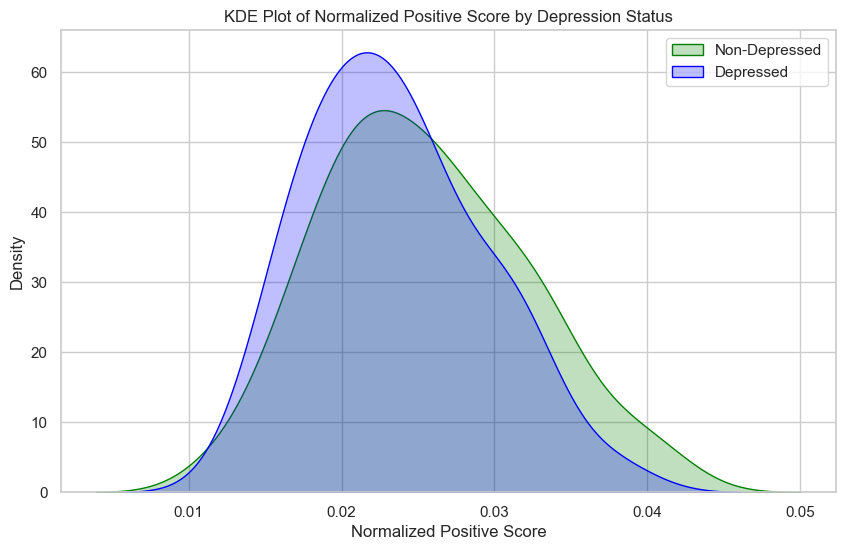 KDE Plot of Normalized Positive Score by Depression Status
Non-Depressed
Depressed
Density
60
50
40
30
20
10
0
0.01 0.02 0.03 0.04 0.05
Normalized Positive Score